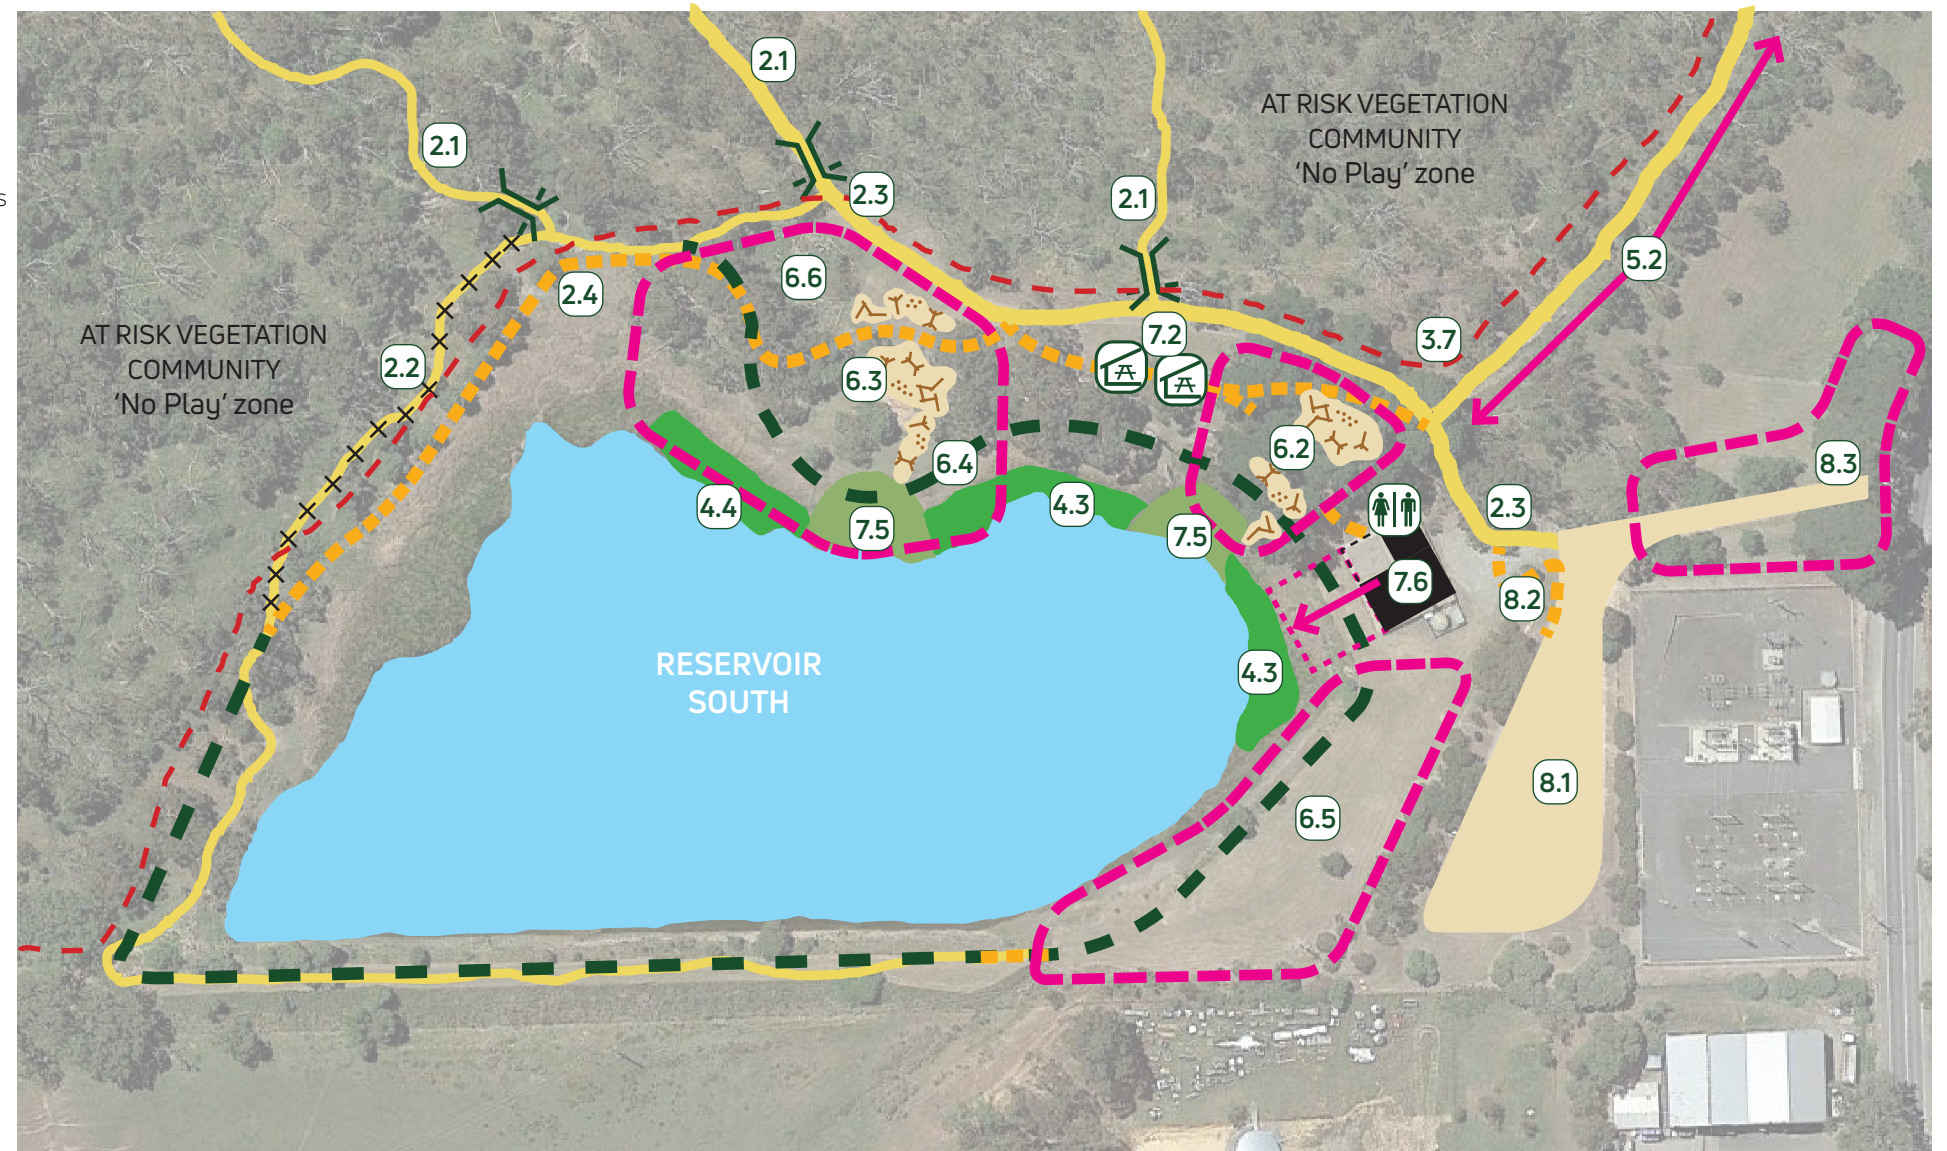 2.1
AT RISK VEGETATION
COMMUNITY
‘No Play’ zone
2.1
s
2.3
2.1
5.2
6.6
2.4
AT RISK VEGETATION
COMMUNITY
‘No Play’ zone
7.2
3.7
2.2
6.3
6.2
6.4
8.3
4.4
4.3
2.3
7.5
7.5
7.6
8.2
RESERVOIR
SOUTH
4.3
8.1
6.5